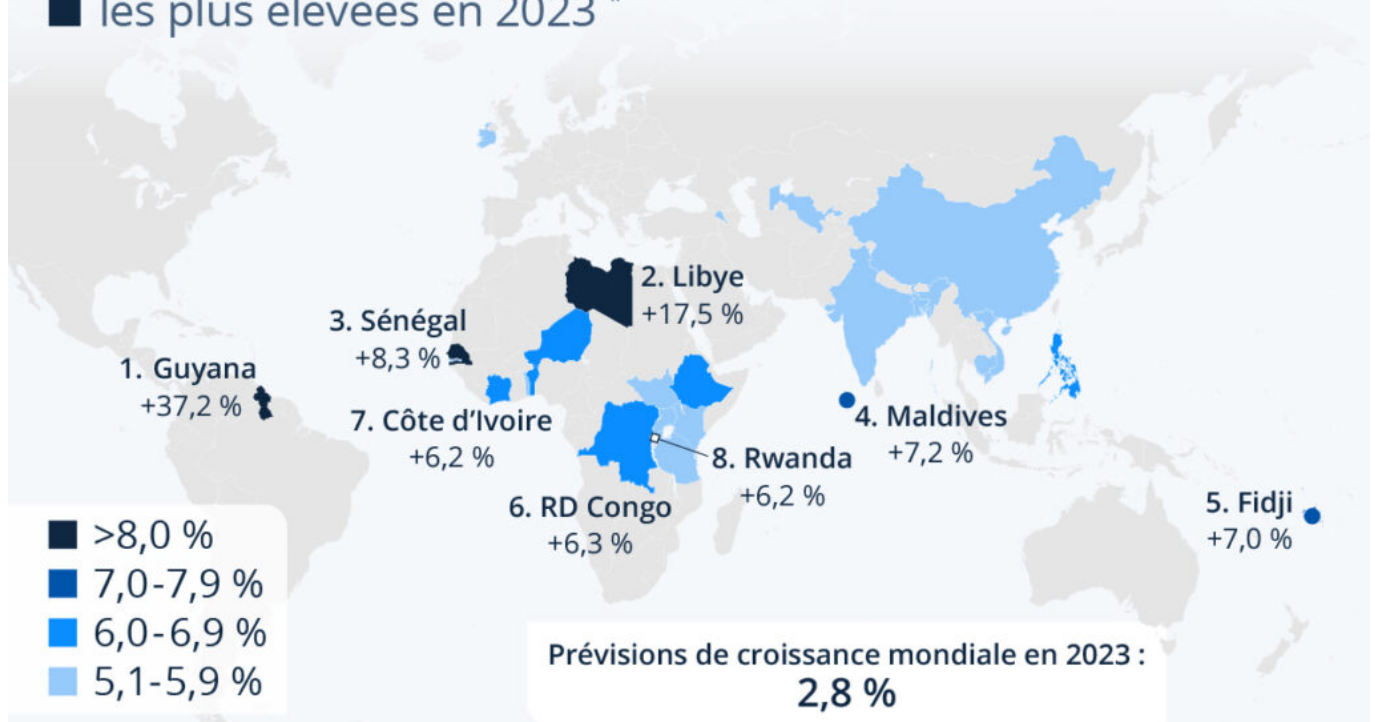 les plus élevées en 2023 *
2. Libye
+17,5 %
3. Sénégal
+8,3 %
1. Guyana
+37,2 %
7. Côte d’Ivoire
+6,2 %
4. Maldives
+7,2 %
8. Rwanda
+6,2 %
6. RD Congo
+6,3 %
5. Fidji
+7,0 %
>8,0 %
7,0-7,9 %
6,0-6,9 %
5,1-5,9 %
Prévisions de croissance mondiale en 2023 :
2,8 %